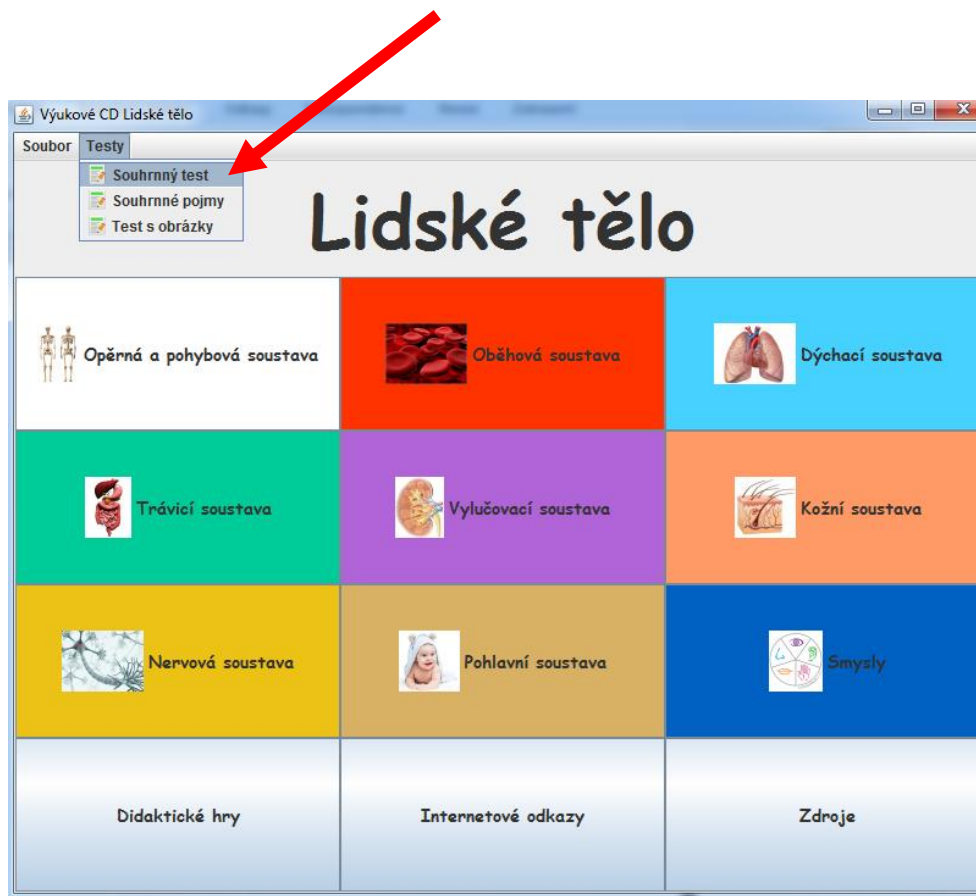 Výukové CD Lidské tělo
Soubor Testy
Souhrnný test
Souhrnné pojmy
Test s obrázky
Lidské tělo
Opěrná a pohybová soustava
Oběhová soustava
Dýchací soustava
Trávicí soustava
Vylučovací soustava
Kožní soustava
Nervová soustava
Pohlavní soustava
Smysly
Didaktické hry
Internetové odkazy
Zdroje